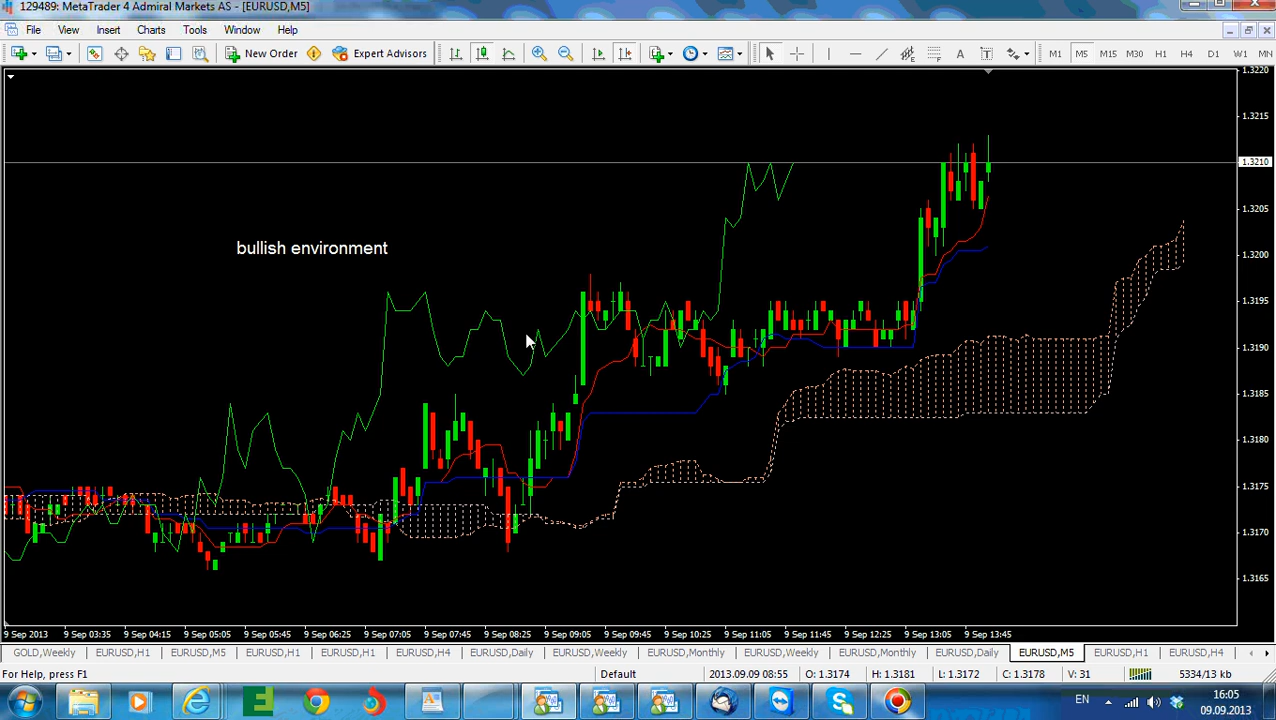 129489: MetaTrader 4 Admiral Markets AS - [EURUSD,M5]
File View Insert Charts Tools Window Help
New Order Expert Advisors A T M1 M5 M15 M30 H1 H4 D1 W1 MN
1.3220
1.3215
1.3210
1.3205
bullish environment
1.3200
1.3195
1.3190
1.3185
1.3180
1.3175
1.3170
1.3165
9 Sep 2013 9 Sep 03:35 9 Sep 04:15 9 Sep 05:05 9 Sep 05:45 9 Sep 06:25 9 Sep 07:05 9 Sep 07:45 9 Sep 08:25 9 Sep 09:05 9 Sep 09:45 9 Sep 10:25 9 Sep 11:05 9 Sep 11:45 9 Sep 12:25 9 Sep 13:05 9 Sep 13:45
GOLD,Weekly EURUSD,H1 EURUSD,M5 EURUSD,H1 EURUSD,H1 EURUSD,H4 EURUSD,Daily EURUSD,Weekly EURUSD,Monthly EURUSD,Weekly EURUSD,Monthly EURUSD,Daily EURUSD,M5 EURUSD,H1 EURUSD,H4
For Help, press F1 Default 2013.09.09 08:55 O: 1.3174 H: 1.3181 L: 1.3172 C: 1.3178 V: 31 5334/13 kb
EN 16:05
09.09.2013